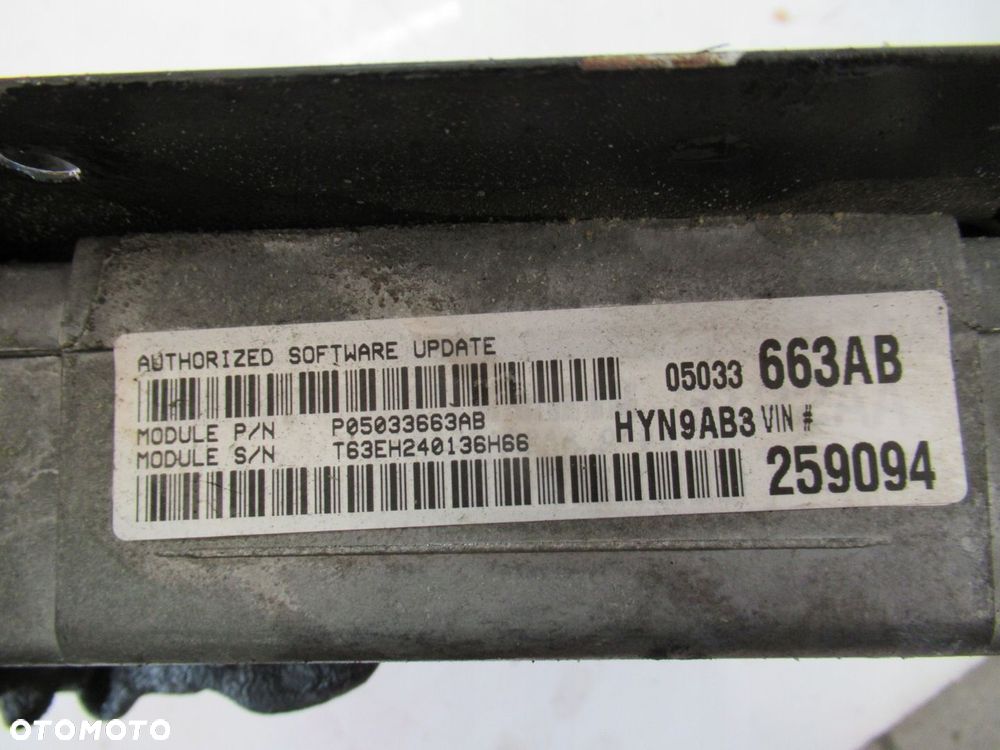 AUTHORIZED SOFTWARE UPDATE
05033 663AB
MODULE P/N P05033663AB
HYN9AB3 VIN #
MODULE S/N T63EH240136H66
259094
OTOMOTO